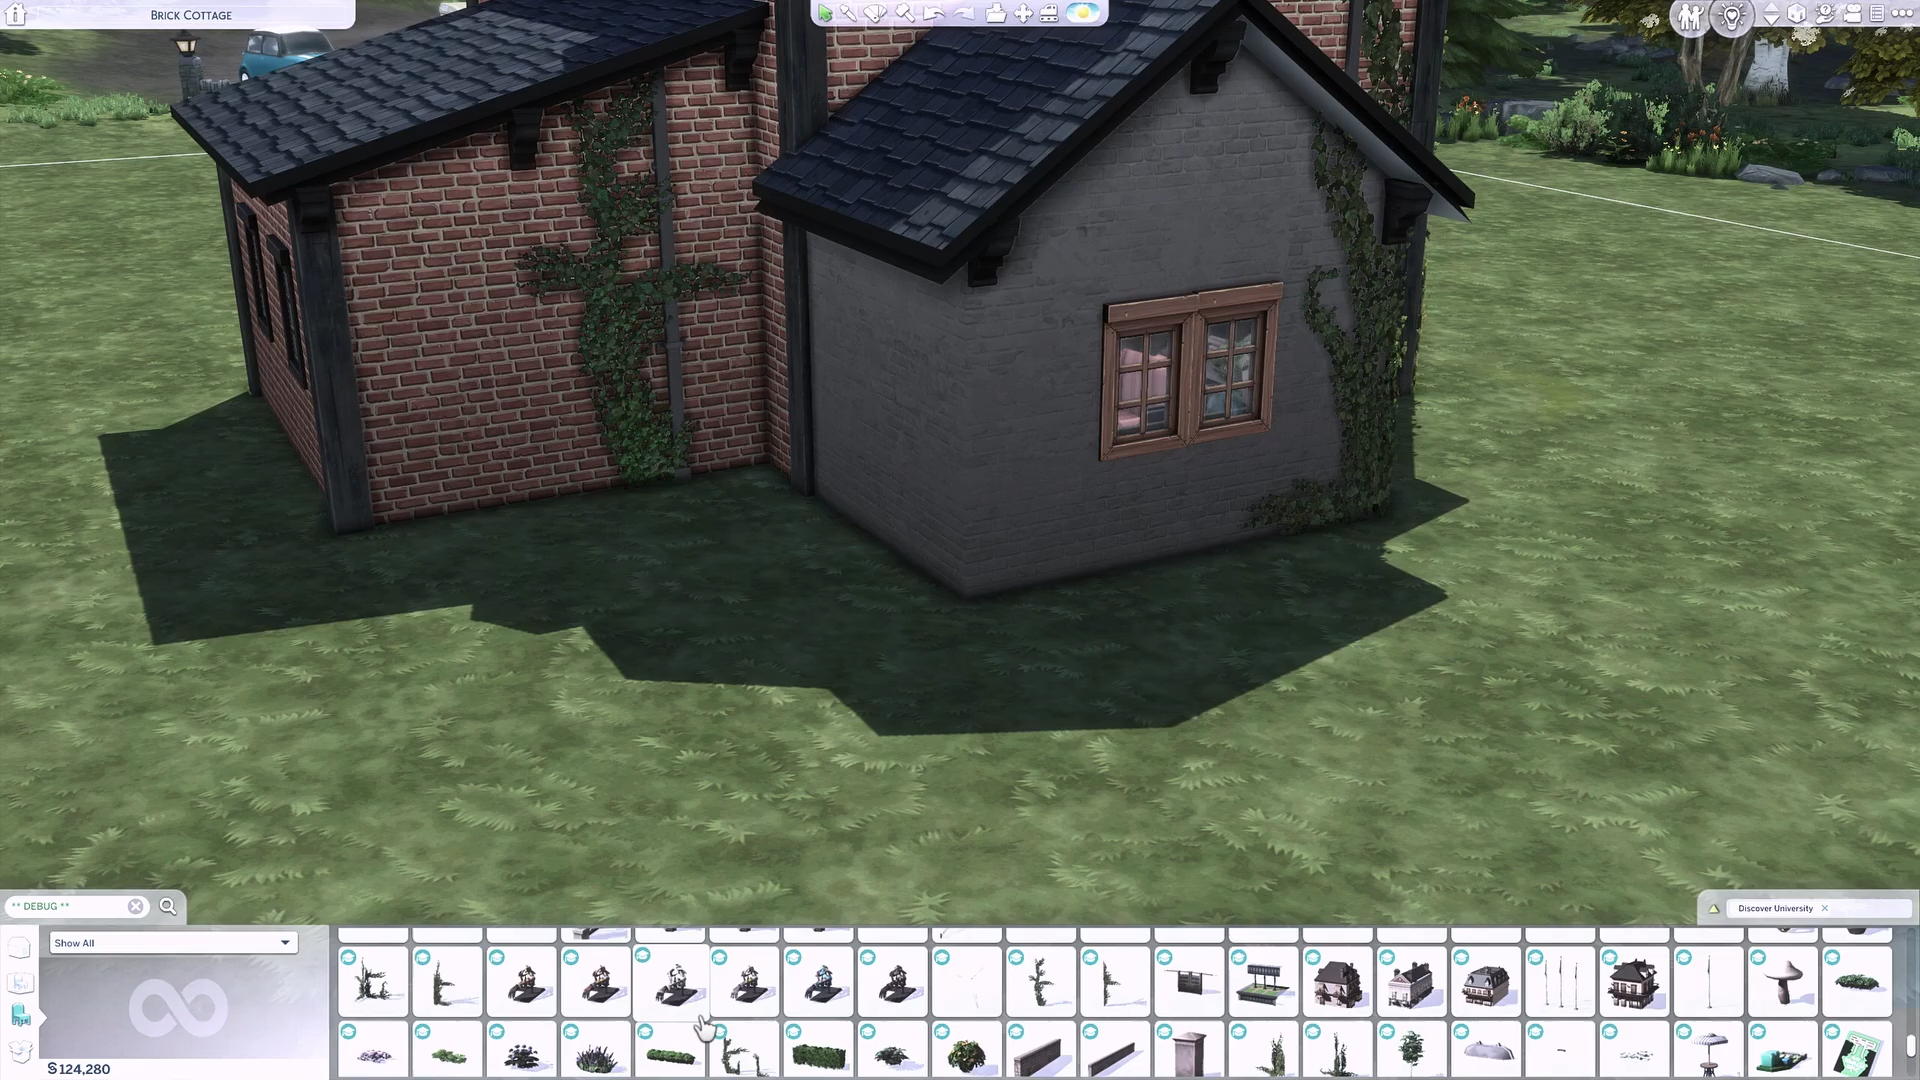 BRICK COTTAGE
** DEBUG **
Discover University
Show All
§124,280